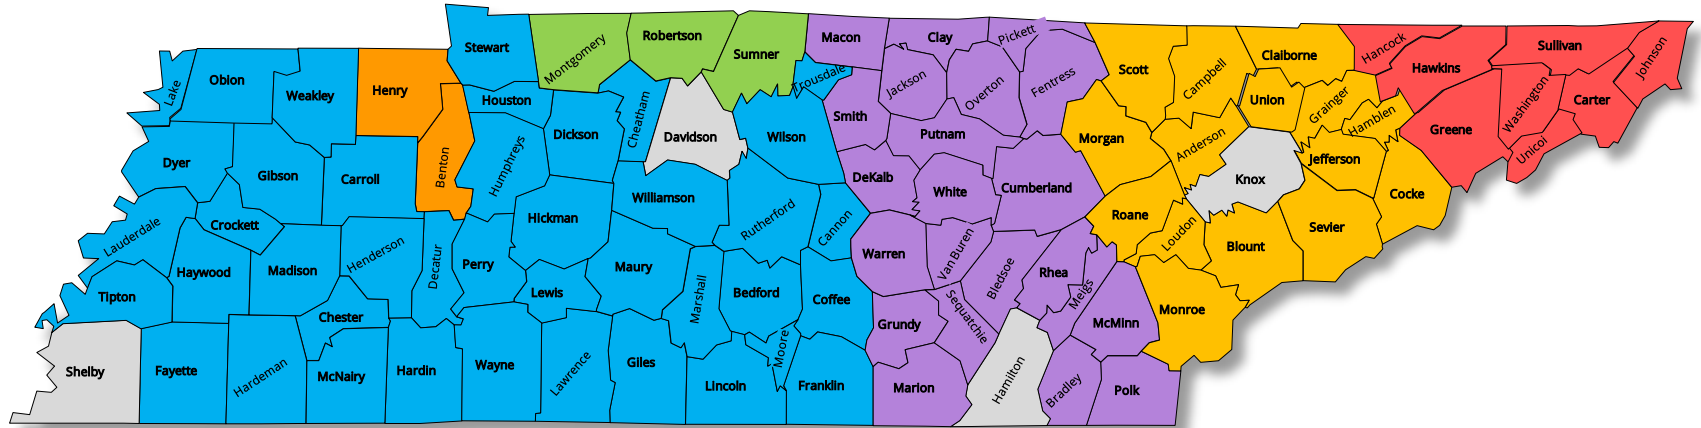 Stewart
Montgomery
Robertson
Sumner
Macon
Clay
Pickett
Scott
Campbell
Claiborne
Hancock
Hawkins
Sullivan
Johnson
Lake
Obion
Weakley
Henry
Houston
Cheatham
Trousdale
Jackson
Overton
Fentress
Union
Grainger
Hamblen
Washington
Carter
Greene
Unicoi
Benton
Humphreys
Dickson
Davidson
Wilson
Smith
Putnam
Morgan
Anderson
Jefferson
Dyer
Gibson
Carroll
Williamson
DeKalb
White
Cumberland
Knox
Cocke
Lauderdale
Crockett
Henderson
Hickman
Rutherford
Cannon
Roane
Loudon
Blount
Sevier
Haywood
Madison
Decatur
Perry
Maury
Warren
Van Buren
Bledsoe
Rhea
Meigs
Tipton
Chester
Lewis
Marshall
Bedford
Coffee
Grundy
Sequatchie
McMinn
Monroe
Shelby
Fayette
Hardeman
McNairy
Hardin
Wayne
Lawrence
Giles
Lincoln
Moore
Franklin
Marion
Hamilton
Bradley
Polk